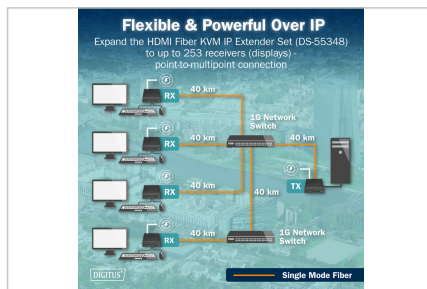 Flexible & Powerful Over IP
Expand the HDMI Fiber KVM IP Extender Set (DS-55348)
to up to 253 receivers (displays) -
point-to-multipoint connection
RX
40 km
1G Network
Switch
RX
40 km
40 km
40 km
TX
RX
40 km
40 km
RX
40 km
1G Network
Switch
DIGITUS®
Single Mode Fiber